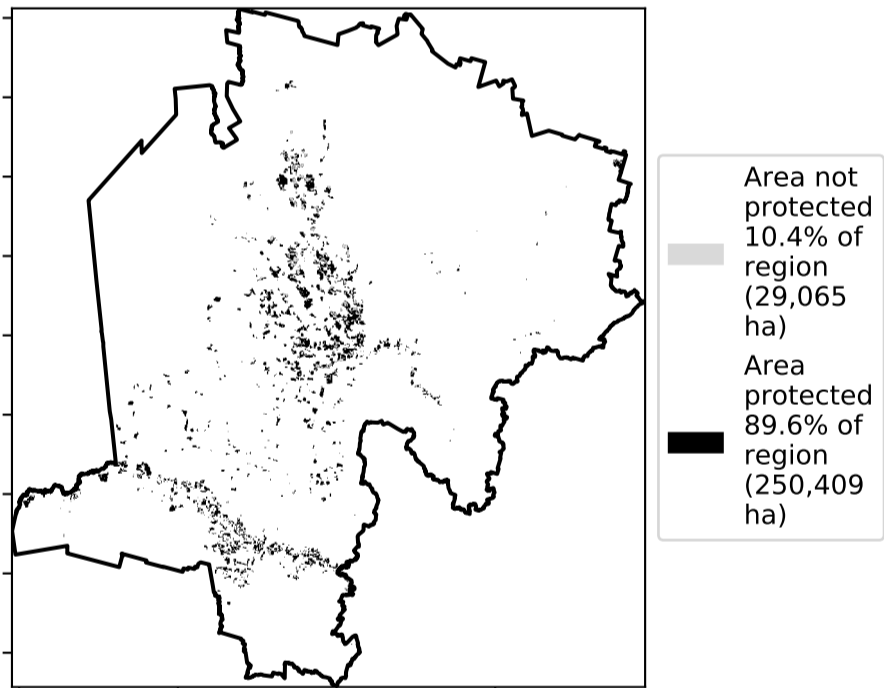 Area not
protected
10.4% of
region
(29,065
ha)
Area
protected
89.6% of
region
(250,409
ha)